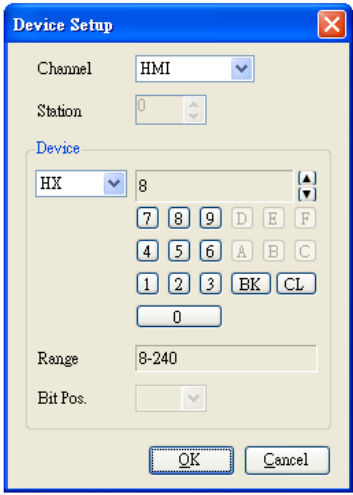 Device Setup
Channel HMI
Station 0
Device
HX 8
7 8 9 D E F
4 5 6 A B C
1 2 3 BK CL
0
Range 8-240
Bit Pos.
OK Cancel